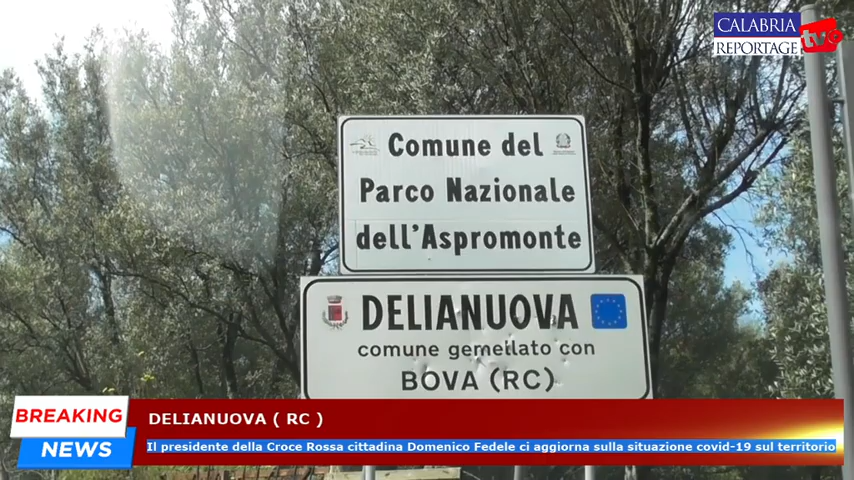 CALABRIA
REPORTAGE tv
Comune del
Parco Nazionale
dell'Aspromonte
DELIANUOVA
comune gemellato con
BOVA (RC)
BREAKING
NEWS
DELIANUOVA ( RC )
Il presidente della Croce Rossa cittadina Domenico Fedele ci aggiorna sulla situazione covid-19 sul territorio